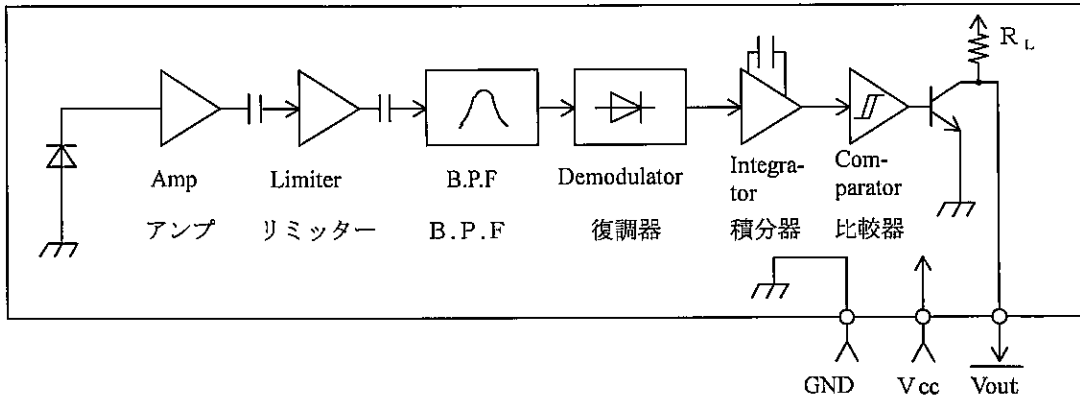 R L
Amp
アンプ
Limiter
リミッター
B.P.F
B.P.F
Demodulator
復調器
Integra-
tor
積分器
Com-
parator
比較器
GND
Vcc
Vout